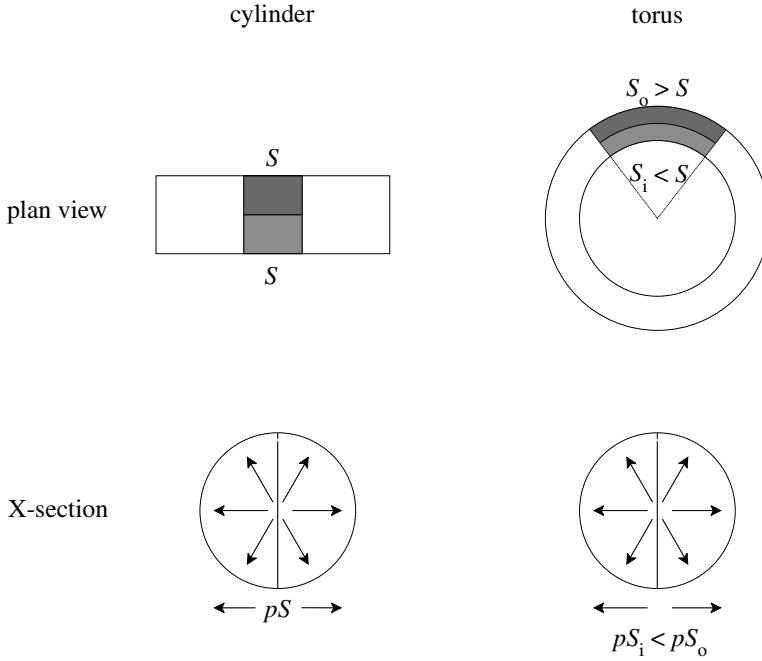 cylinder
torus
S_o > S
S
S_i < S
plan view
S
X-section
pS
pS_i < pS_o